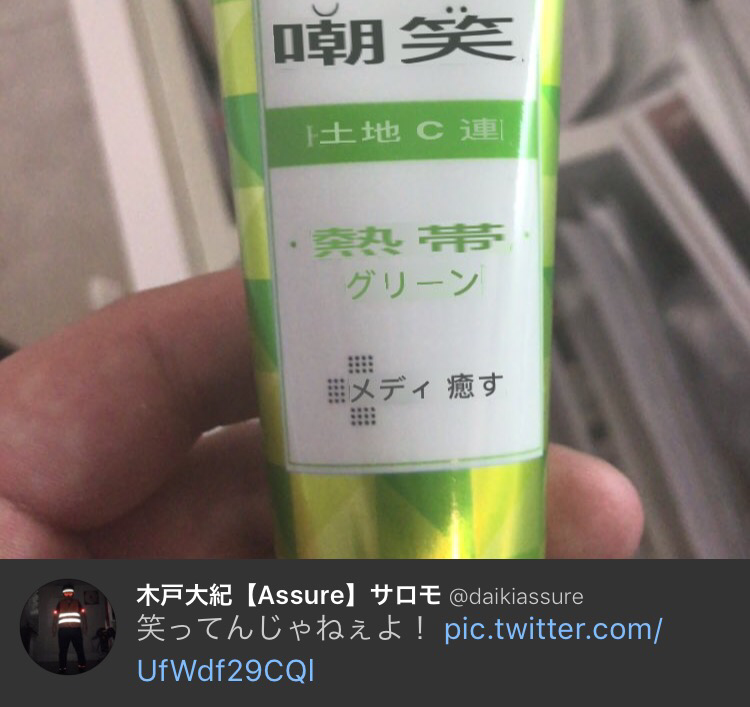 嘲笑
土地 C 連
・熱帯・
グリーン
メディ 癒す
木戸大紀【Assure】サロモ @daikiassure
笑ってんじゃねぇよ！ pic.twitter.com/
UfWdf29CQl